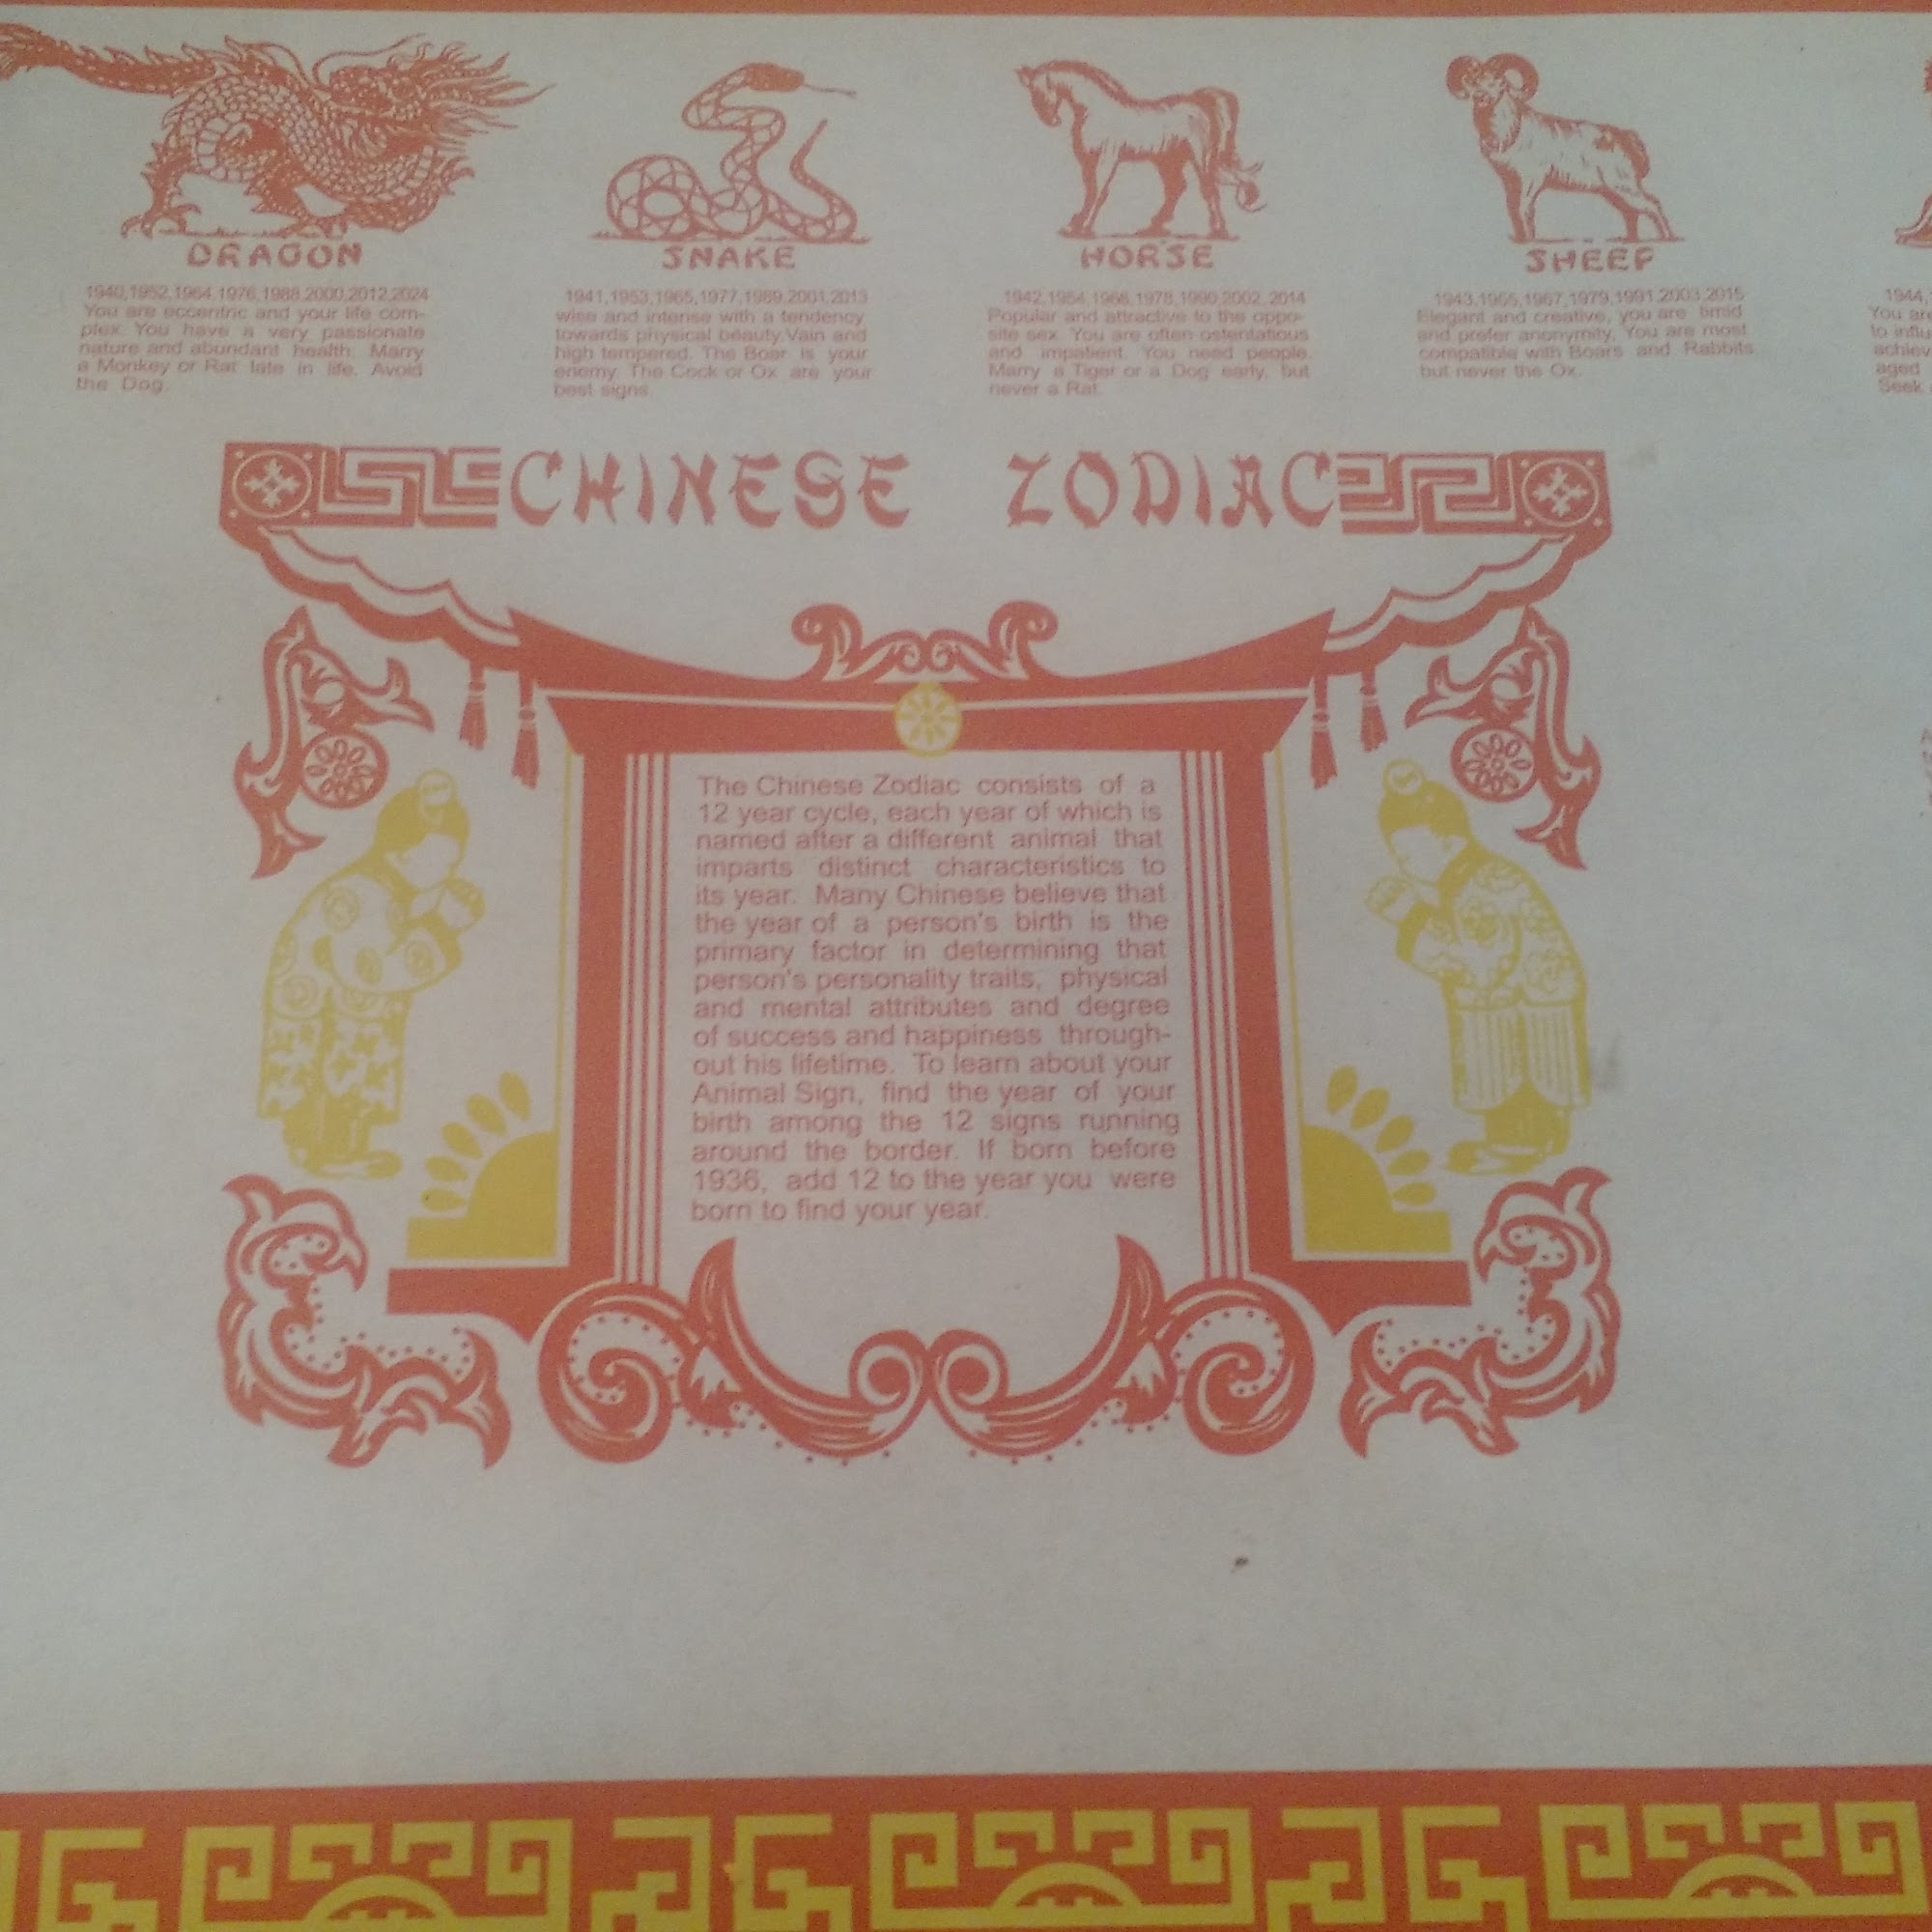 DRAGON
1940,1952,1964,1976,1988,2000,2012,2024
You are eccentric and your life com-
plex. You have a very passionate
nature and abundant health. Marry
a Monkey or Rat late in life. Avoid
the Dog.
SNAKE
1941,1953,1965,1977,1989,2001,2013
wise and intense with a tendency
towards physical beauty.Vain and
high tempered. The Boar is your
enemy. The Cock or Ox are your
best signs.
HORSE
1942,1954,1966,1978,1990,2002, 2014
Popular and attractive to the oppo-
site sex. You are often ostentatious
and impatient. You need people.
Marry a Tiger or a Dog early, but
never a Rat.
SHEEP
1943,1955,1967,1979,1991,2003,2015
Elegant and creative, you are timid
and prefer anonymity. You are most
compatible with Boars and Rabbits
but never the Ox.
1944,
You are
to influ
achiev
aged
Seek
CHINESE ZODIAC
The Chinese Zodiac consists of a
12 year cycle, each year of which is
named after a different animal that
imparts distinct characteristics to
its year. Many Chinese believe that
the year of a person's birth is the
primary factor in determining that
person's personality traits, physical
and mental attributes and degree
of success and happiness through-
out his lifetime. To learn about your
Animal Sign, find the year of your
birth among the 12 signs running
around the border. If born before
1936, add 12 to the year you were
born to find your year.